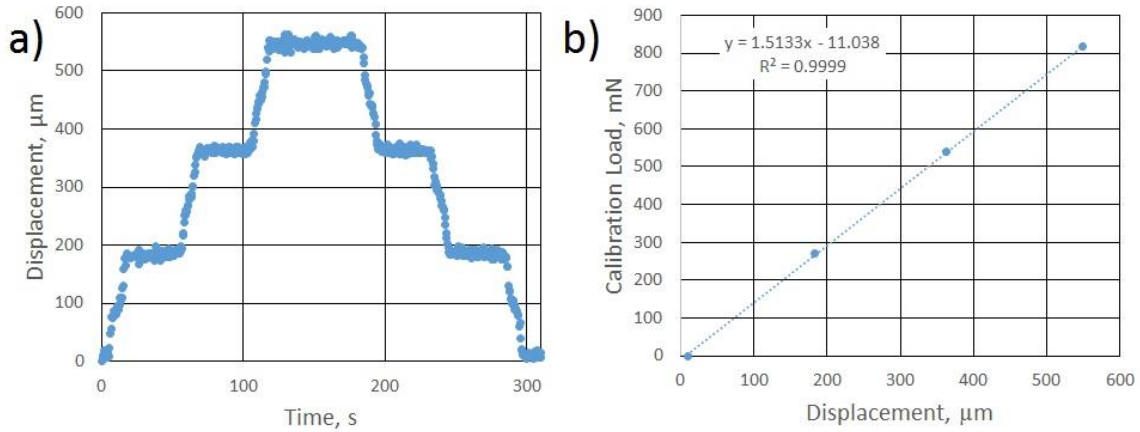 a)
600
500
400
300
200
100
0
Displacement, μm
0 100 200 300
Time, s
b)
y = 1.5133x - 11.038
R² = 0.9999
900
800
700
600
500
400
300
200
100
0
Calibration Load, mN
0 100 200 300 400 500 600
Displacement, μm